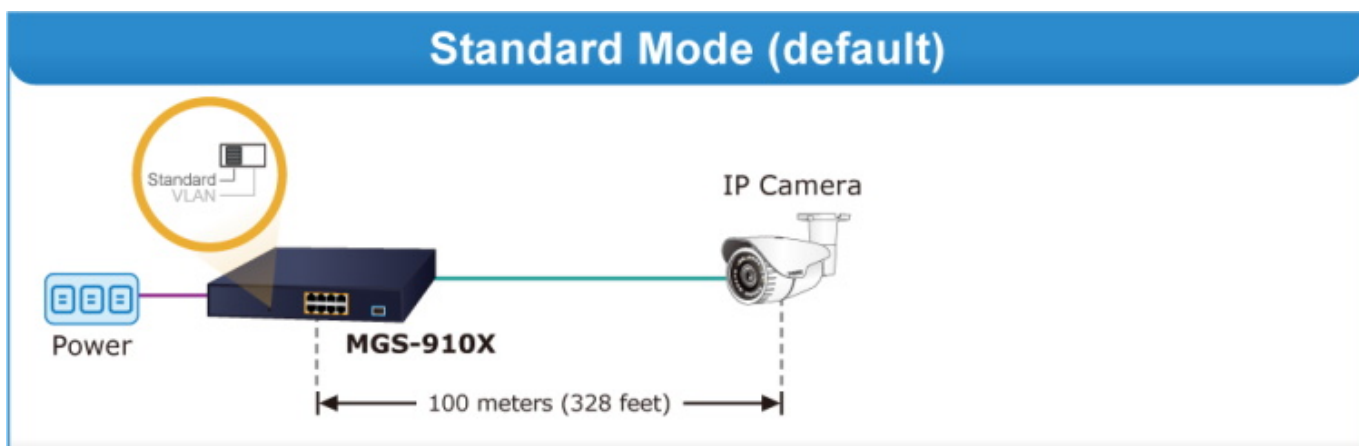 Standard Mode (default)
Standard
VLAN
IP Camera
Power
MGS-910X
100 meters (328 feet)